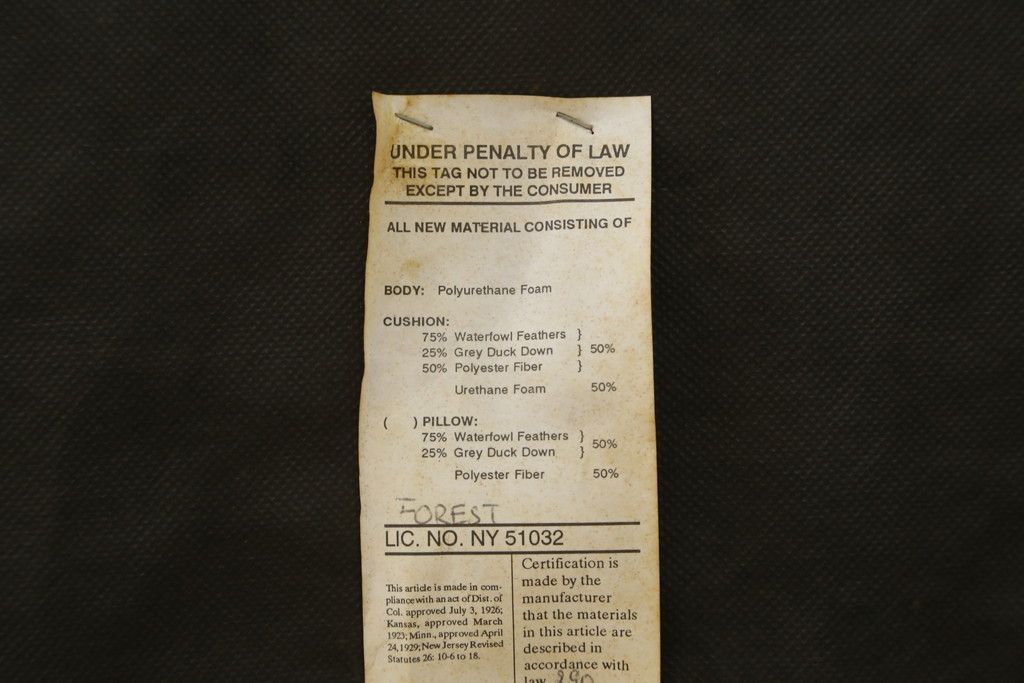 UNDER PENALTY OF LAW
THIS TAG NOT TO BE REMOVED
EXCEPT BY THE CONSUMER
ALL NEW MATERIAL CONSISTING OF
BODY: Polyurethane Foam
CUSHION:
75% Waterfowl Feathers }
25% Grey Duck Down } 50%
50% Polyester Fiber }
Urethane Foam 50%
( ) PILLOW:
75% Waterfowl Feathers }
25% Grey Duck Down } 50%
Polyester Fiber 50%
FOREST
LIC. NO. NY 51032
This article is made in com-
pliance with an act of Dist. of
Col. approved July 3, 1926;
Kansas, approved March
1923; Minn., approved April
24, 1929; New Jersey Revised
Statutes 26: 10-6 to 18.
Certification is
made by the
manufacturer
that the materials
in this article are
described in
accordance with
law